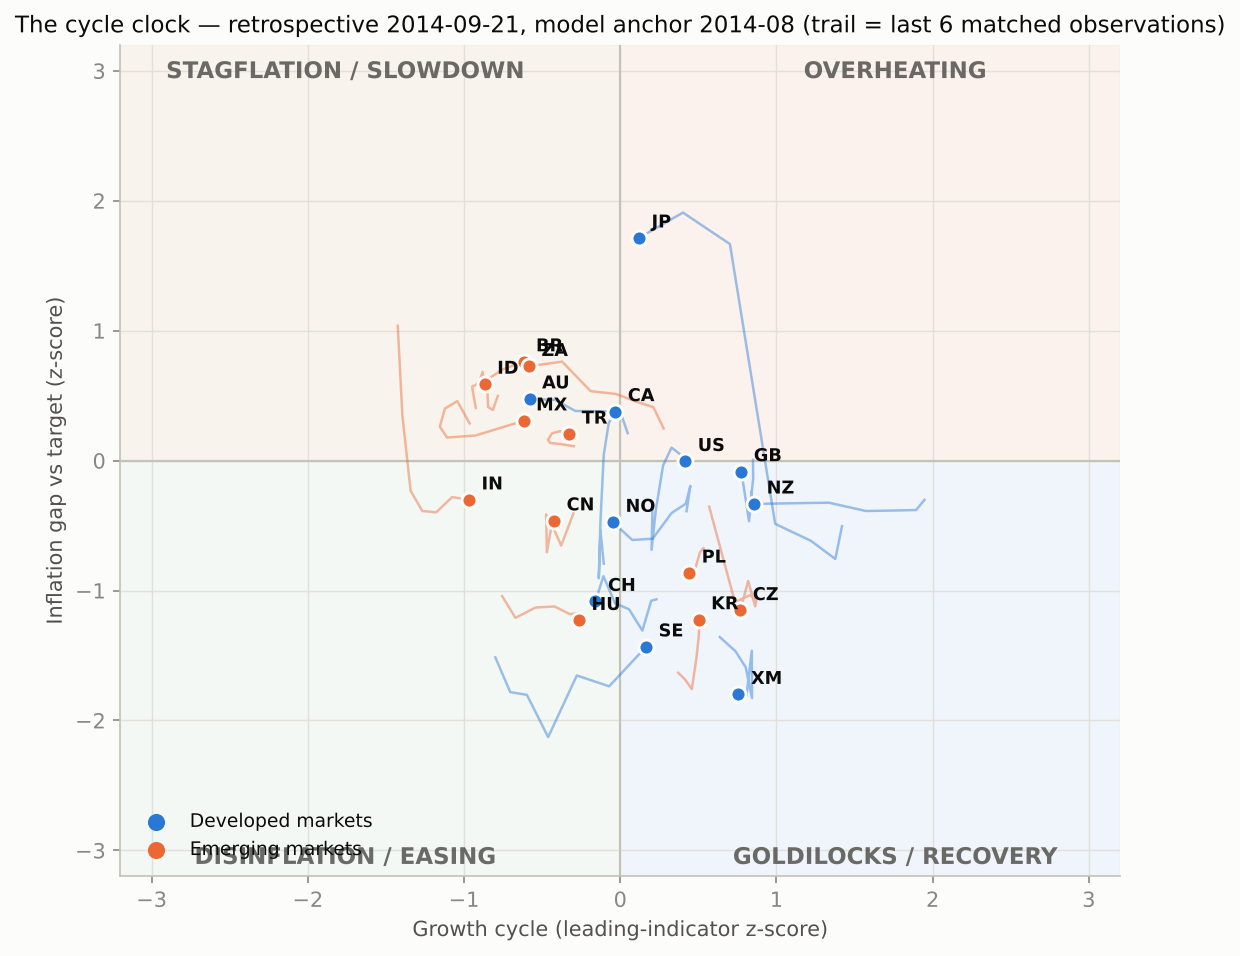 The cycle clock — retrospective 2014-09-21, model anchor 2014-08 (trail = last 6 matched observations)
STAGFLATION / SLOWDOWN
OVERHEATING
3
2
1
0
−1
−2
−3
Inflation gap vs target (z-score)
JP
BR
ZA
ID
AU
CA
MX
TR
US
GB
IN
NZ
CN
NO
PL
CH
CZ
HU
KR
SE
XM
Developed markets
Emerging markets
DISINFLATION / EASING
GOLDILOCKS / RECOVERY
−3
−2
−1
0
1
2
3
Growth cycle (leading-indicator z-score)